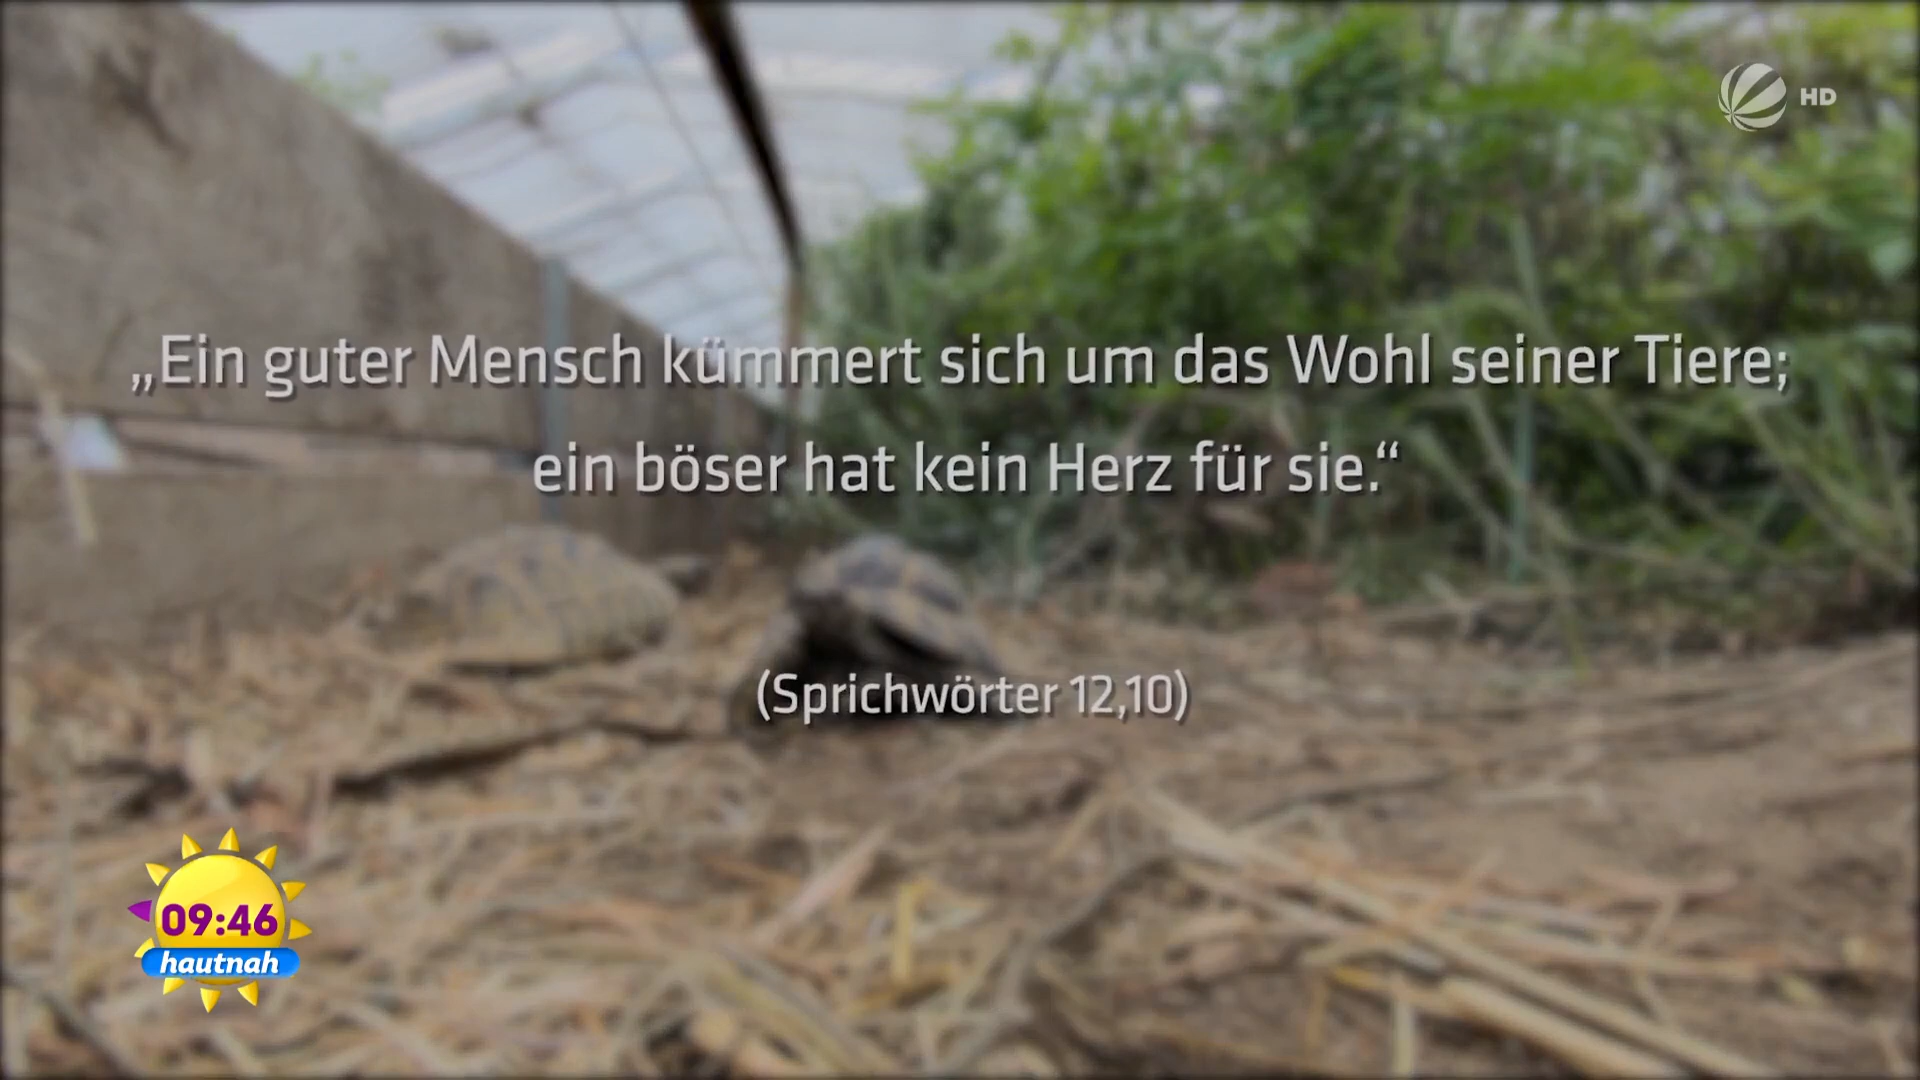 HD
„Ein guter Mensch kümmert sich um das Wohl seiner Tiere;
ein böser hat kein Herz für sie.“
(Sprichwörter 12,10)
09:46
hautnah